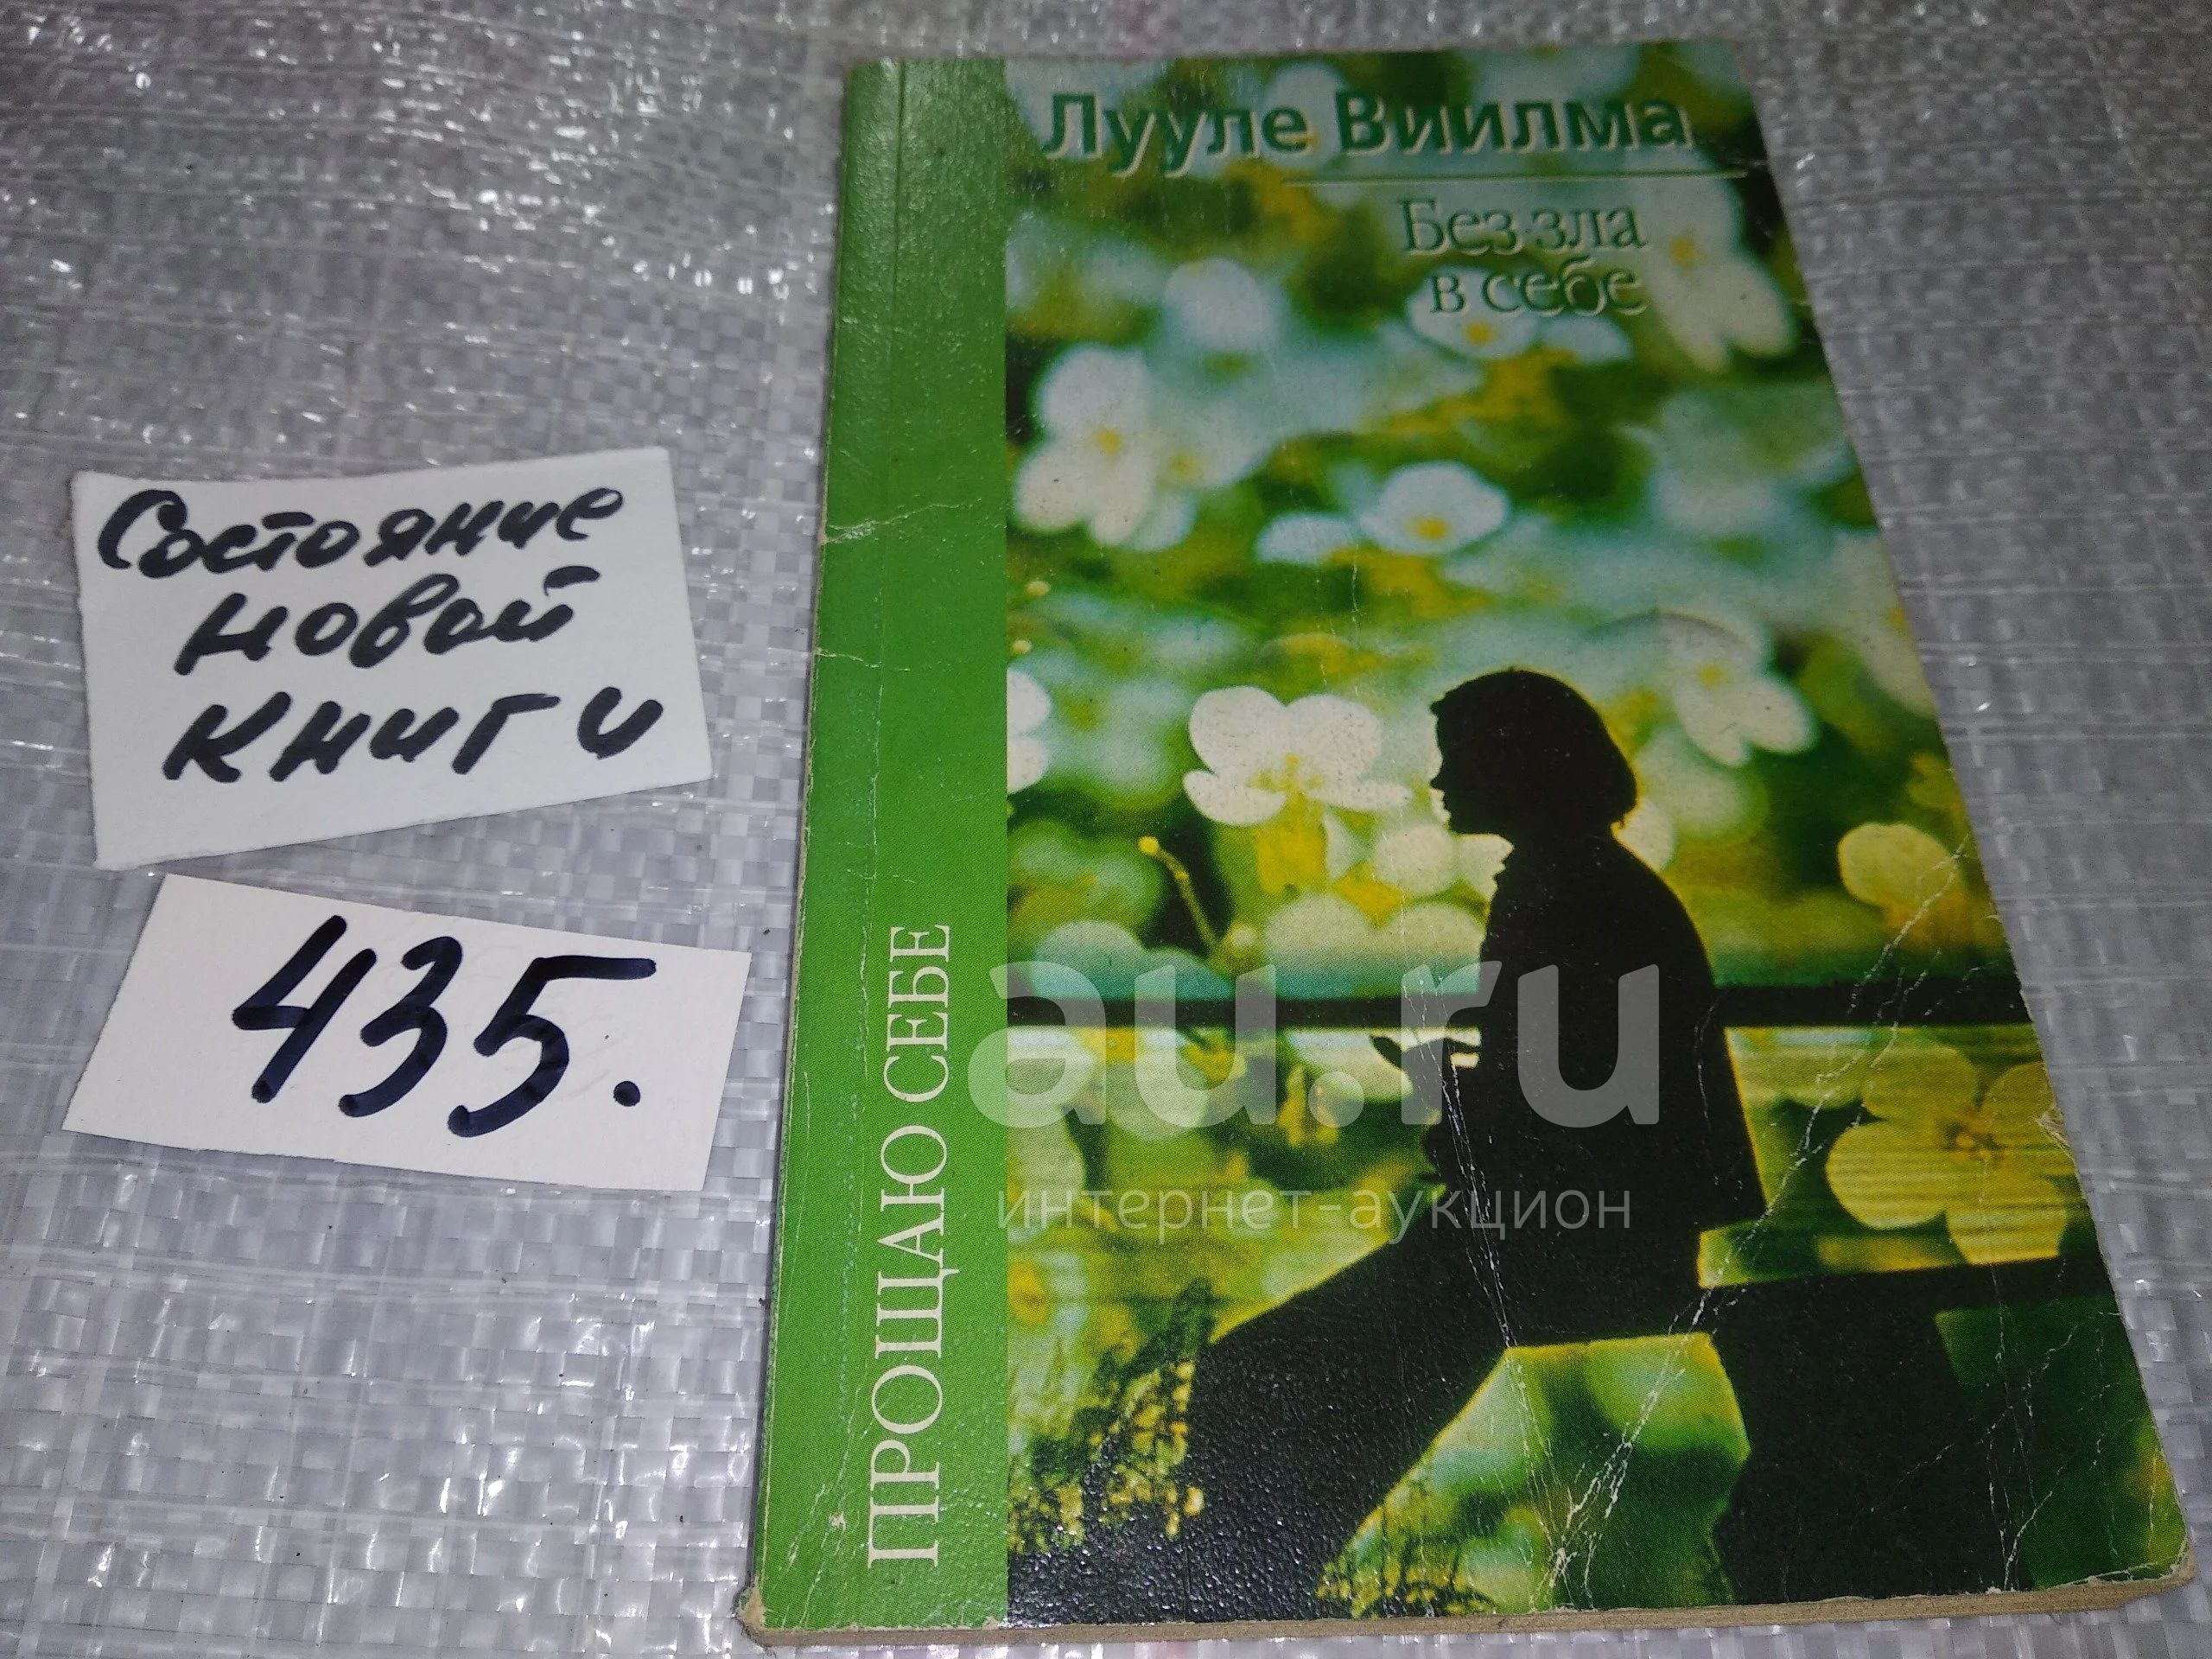 Состояние
новой
книги
435.
Лууле Виилма
Без зла
в себе
ПРОЩАЮ СЕБЕ
au.ru
интернет-аукцион